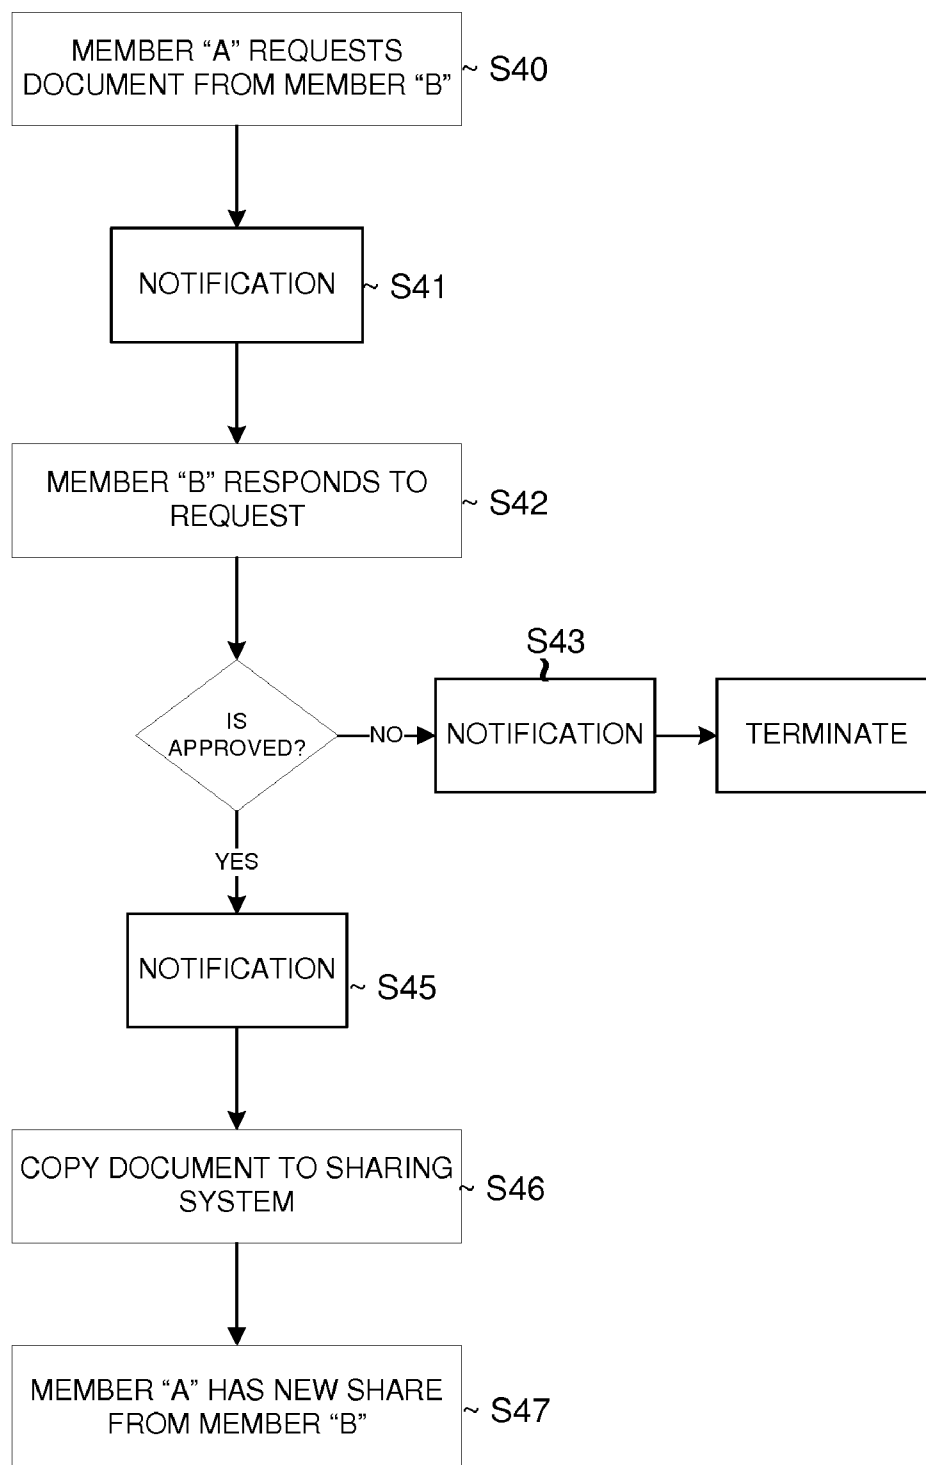 MEMBER “A” REQUESTS
DOCUMENT FROM MEMBER “B”
~ S40
NOTIFICATION
~ S41
MEMBER “B” RESPONDS TO
REQUEST
~ S42
IS
APPROVED?
NO
S43
~
NOTIFICATION
TERMINATE
YES
NOTIFICATION
~ S45
COPY DOCUMENT TO SHARING
SYSTEM
~ S46
MEMBER “A” HAS NEW SHARE
FROM MEMBER “B”
~ S47